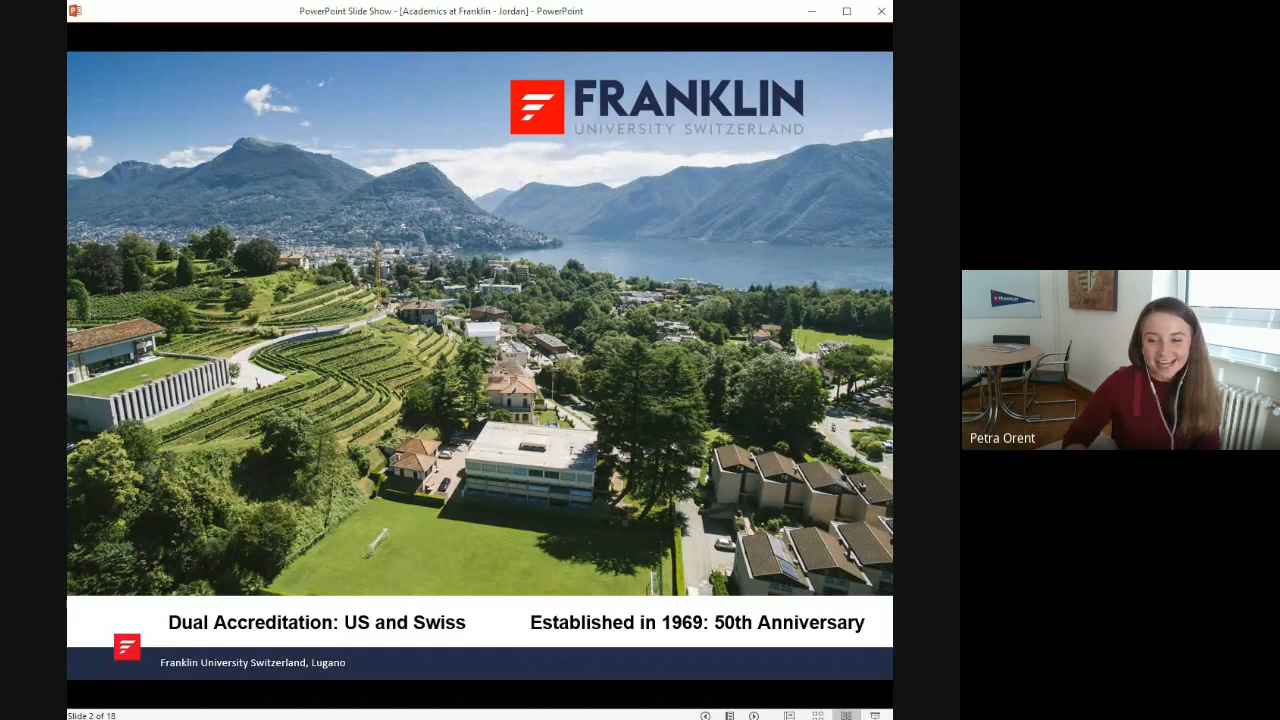 PowerPoint Slide Show - [Academics at Franklin - Jordan] - PowerPoint
FRANKLIN
UNIVERSITY SWITZERLAND
FRANKLIN
Petra Orent
Dual Accreditation: US and Swiss
Established in 1969: 50th Anniversary
Franklin University Switzerland, Lugano
Slide 2 of 18